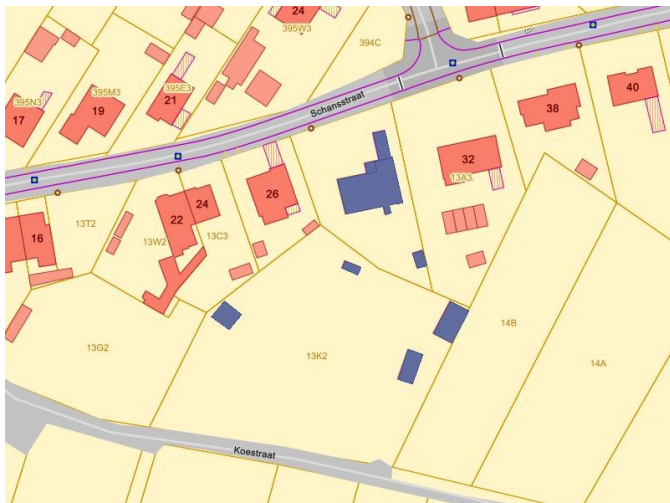 24
395W3
394C
395M3
395E3
395N3
17
19
21
Schansstraat
40
38
32
13A3
26
24
22
16
13T2
13W2
13C3
13G2
13K2
14B
14A
Koestraat